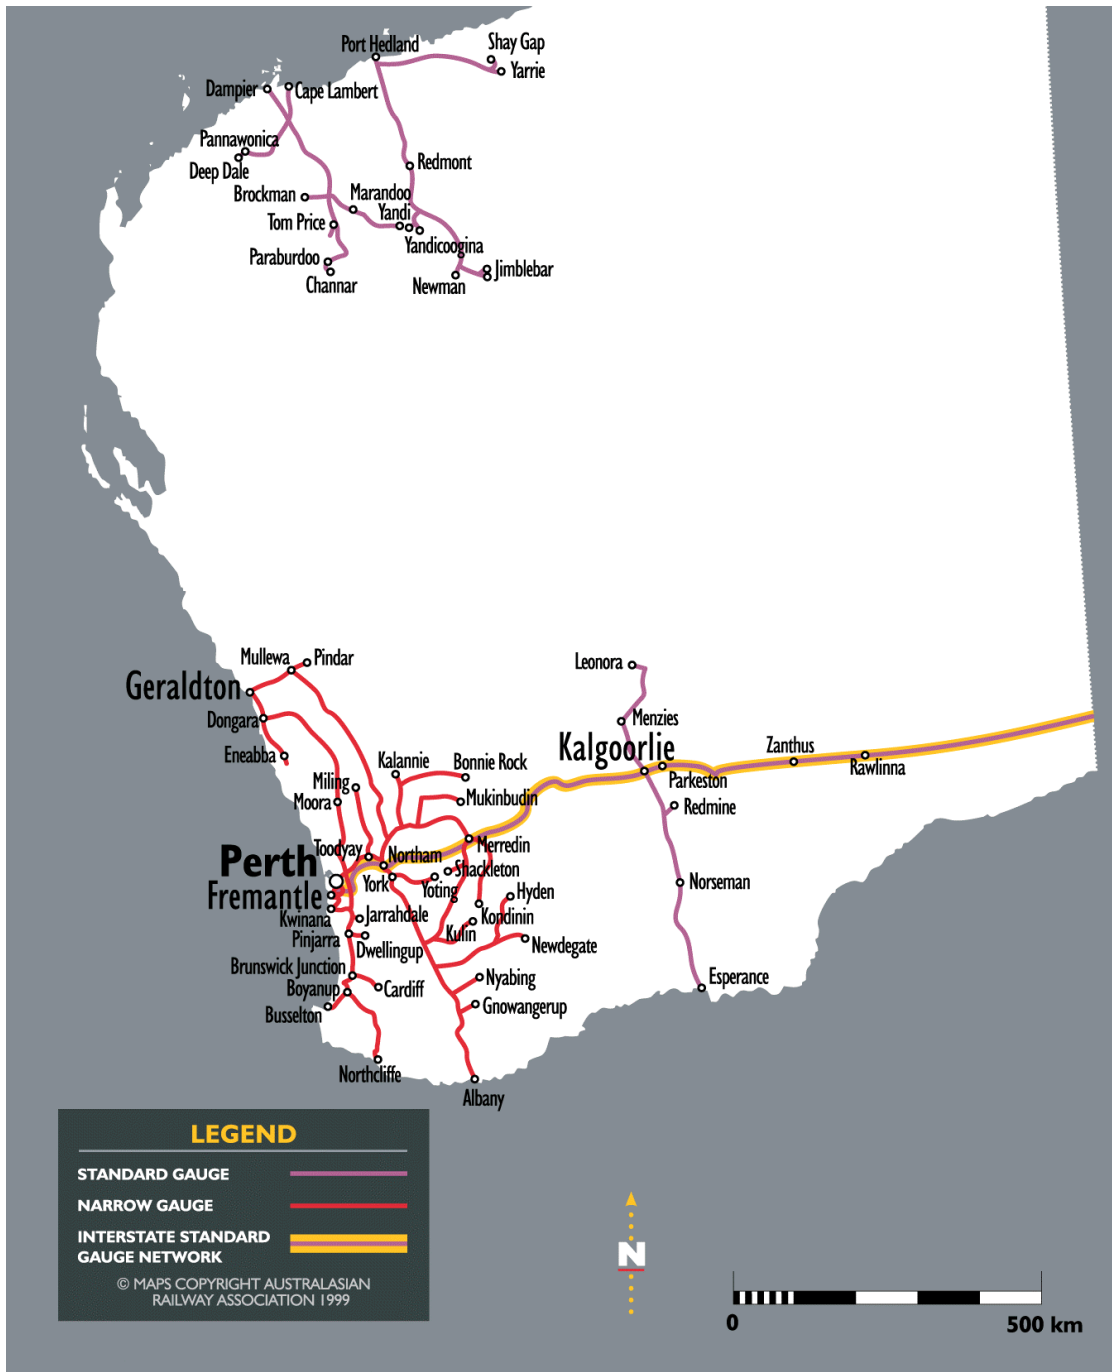 Port Hedland
Shay Gap
Yarrie
Dampier
Cape Lambert
Pannawonica
Deep Dale
Redmont
Brockman
Marandoo
Yandi
Tom Price
Yandicoogina
Paraburdoo
Channar
Newman
Jimblebar
Mullewa
Pindar
Leonora
Geraldton
Dongara
Menzies
Eneabba
Kalgoorlie
Zanthus
Kalannie
Bonnie Rock
Rawlinna
Parkeston
Miling
Moora
Mukinbudin
Redmine
Toodyay
Northam
Merredin
Perth
Shackleton
York
Yoting
Hyden
Norseman
Fremantle
Kwinana
Jarrahdale
Kondinin
Kulin
Pinjarra
Dwellingup
Newdegate
Brunswick Junction
Boyanup
Cardiff
Nyabing
Esperance
Busselton
Gnowangerup
Northcliffe
Albany
LEGEND
STANDARD GAUGE
NARROW GAUGE
INTERSTATE STANDARD
GAUGE NETWORK
© MAPS COPYRIGHT AUSTRALASIAN
RAILWAY ASSOCIATION 1999
N
0
500 km